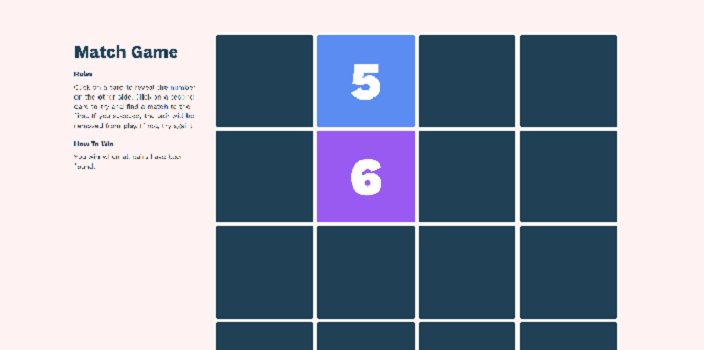 Match Game
Rules
Click on a card to reveal the number
on the other side. Click on a second
card to try and find a match to the
first. If you succeed, the pair will be
removed from play. If not, try again.
How To Win
You win when all pairs have been
found.
5
6